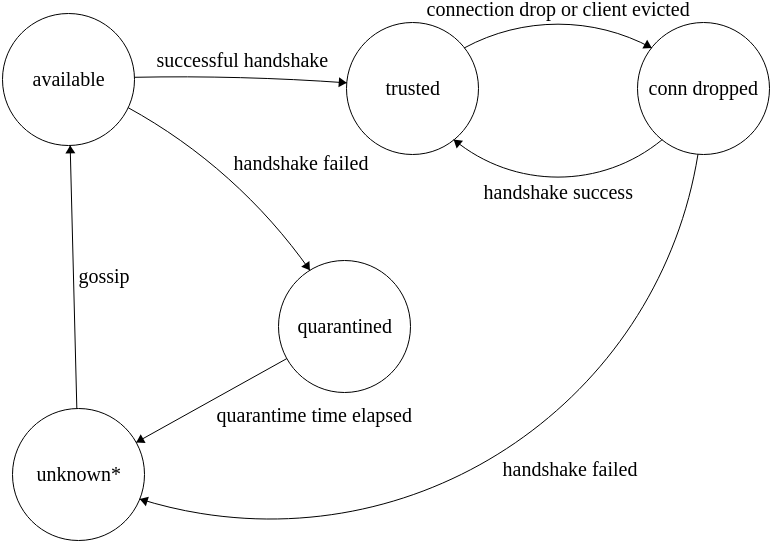 connection drop or client evicted
successful handshake
available
trusted
conn dropped
handshake failed
handshake success
gossip
quarantined
quarantime time elapsed
unknown*
handshake failed